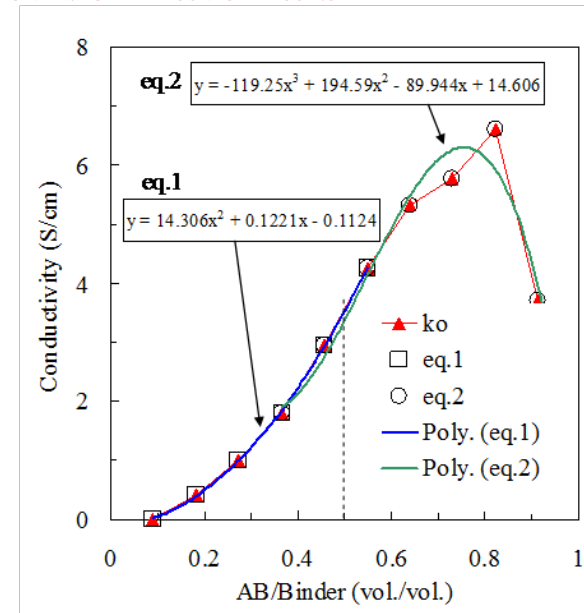 8
6
4
2
0
Conductivity (S/cm)
eq.2
y = -119.25x³ + 194.59x² - 89.944x + 14.606
eq.1
y = 14.306x² + 0.1221x - 0.1124
ko
eq.1
eq.2
Poly. (eq.1)
Poly. (eq.2)
0 0.2 0.4 0.6 0.8 1
AB/Binder (vol./vol.)